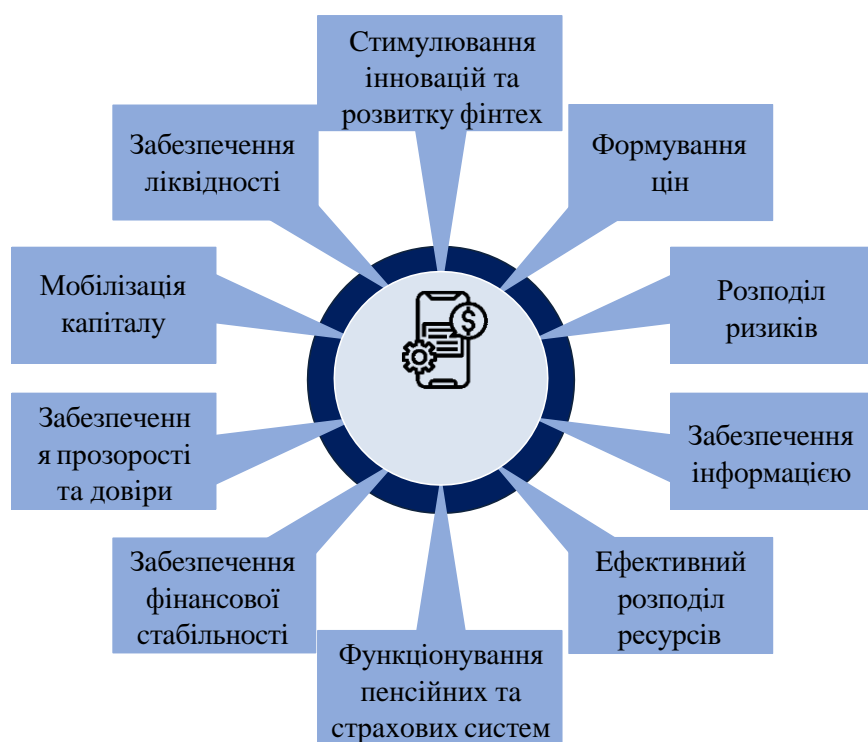 Стимулювання
інновацій та
розвитку фінтех
Забезпечення
ліквідності
Формування
цін
Мобілізація
капіталу
Розподіл
ризиків
Забезпеченн
я прозорості
та довіри
Забезпечення
інформацією
Забезпечення
фінансової
стабільності
Ефективний
розподіл
ресурсів
Функціонування
пенсійних та
страхових систем
$